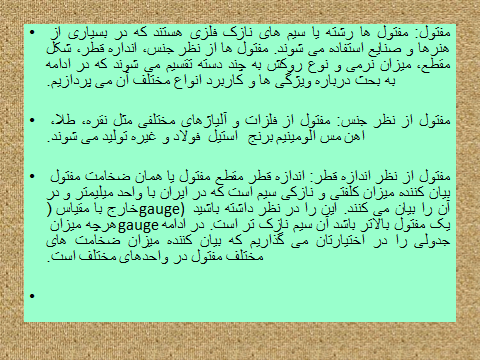 • مفتول: مفتول ها رشته یا سیم های نازک فلزی هستند که در بسیاری از
هنرها و صنایع استفاده می شوند. مفتول ها از نظر جنس، اندازه قطر، شکل
مقطع، میزان نرمی و نوع روکش به چند دسته تقسیم می شوند که در ادامه
به بحث درباره ویژگی ها و کاربرد انواع مختلف آن می پردازیم.
• مفتول از نظر جنس: مفتول از فلزات و آلیاژهای مختلفی مثل نقره، طلا،
آهن مس آلومینیم برنج استیل فولاد و غیره تولید می شوند.
• مفتول از نظر اندازه قطر: اندازه قطر مقطع مفتول یا همان ضخامت مفتول
بیان کننده میزان کلفتی و نازکی سیم است که در ایران با واحد میلیمتر و در
خارج با مقیاس (gauge) آن را بیان می کنند. این را در نظر داشته باشید
هرچه میزان gauge یک مفتول بالاتر باشد آن سیم نازک تر است. در ادامه
جدولی را در اختیارتان می گذاریم که بیان کننده میزان ضخامت های
مختلف مفتول در واحدهای مختلف است.
•